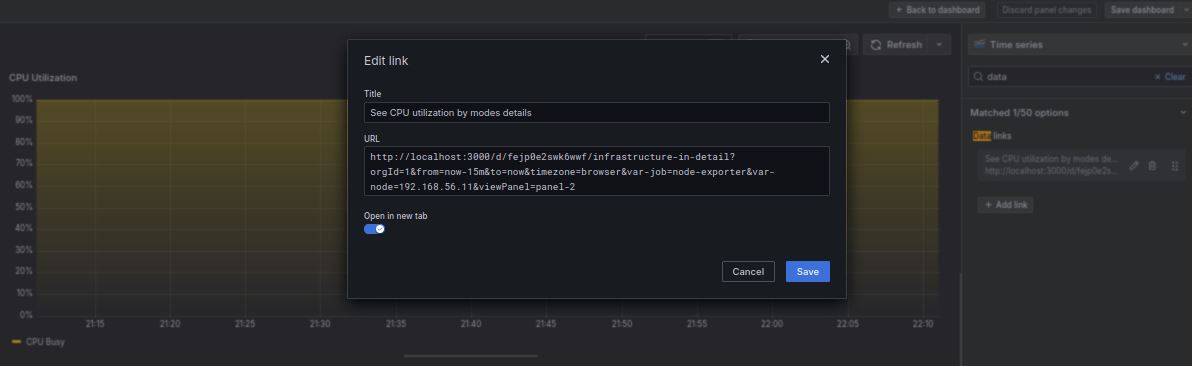 Back to dashboard
Discard panel changes
Save dashboard
Refresh
Time series
CPU Utilization
100%
90%
80%
70%
60%
50%
40%
30%
20%
10%
0%
21:15
21:20
21:25
21:30
21:35
21:40
21:45
21:50
21:55
22:00
22:05
22:10
CPU Busy
Edit link
Title
See CPU utilization by modes details
URL
http://localhost:3000/d/fejp0e2swk6wwf/infrastructure-in-detail?
orgId=1&from=now-15m&to=now&timezone=browser&var-job=node-exporter&var-
node=192.168.56.11&viewPanel=panel-2
Open in new tab
Cancel
Save
data
Clear
Matched 1/50 options
Data links
See CPU utilization by modes de...
http://localhost:3000/d/fejp0e2s...
Add link